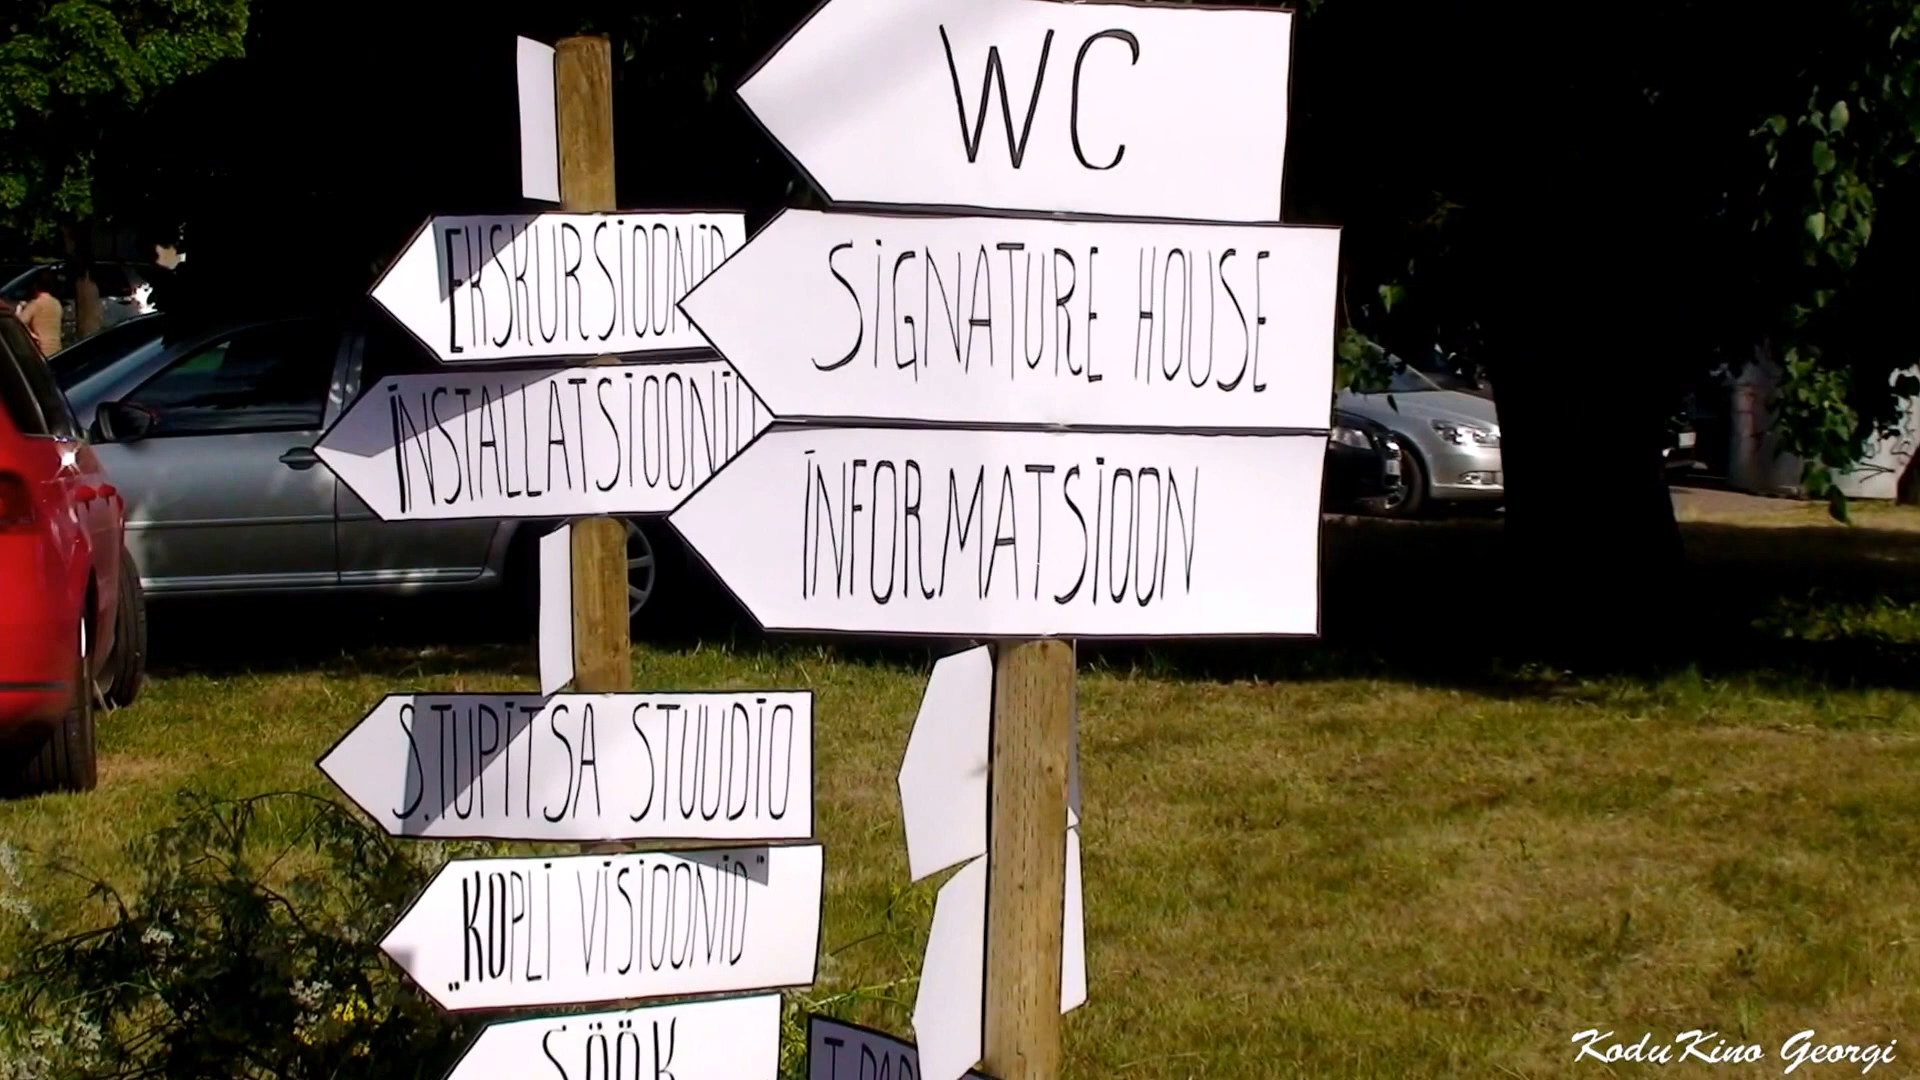 WC
SIGNATURE HOUSE
INFORMATSIOON
EKSKURSIOONID
INSTALLATSIOONID
S.TUPITSA STUUDIO
„KOPLI VISIOONID"
SÖÖK
KoduKino Georgi